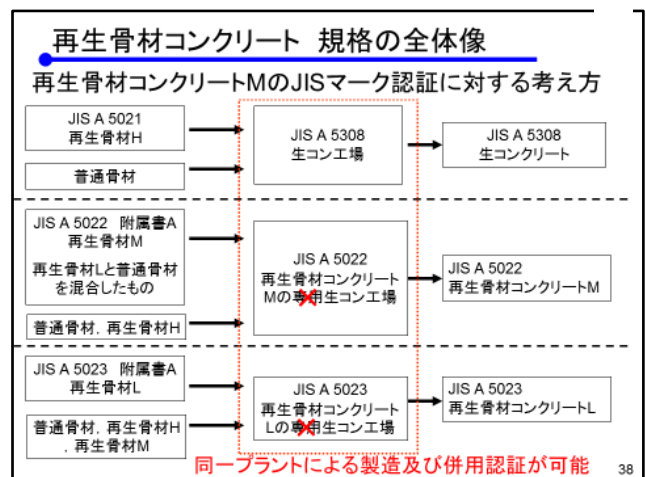 再生骨材コンクリート 規格の全体像
再生骨材コンクリートMのJISマーク認証に対する考え方
JIS A 5021
再生骨材H
普通骨材
JIS A 5308
生コン工場
JIS A 5308
生コンクリート
JIS A 5022 附属書A
再生骨材M
再生骨材Lと普通骨材
を混合したもの
普通骨材, 再生骨材H
JIS A 5022
再生骨材コンクリート
Mの専用生コン工場
JIS A 5022
再生骨材コンクリートM
JIS A 5023 附属書A
再生骨材L
普通骨材, 再生骨材H
, 再生骨材M
JIS A 5023
再生骨材コンクリート
Lの専用生コン工場
JIS A 5023
再生骨材コンクリートL
同一プラントによる製造及び併用認証が可能
38